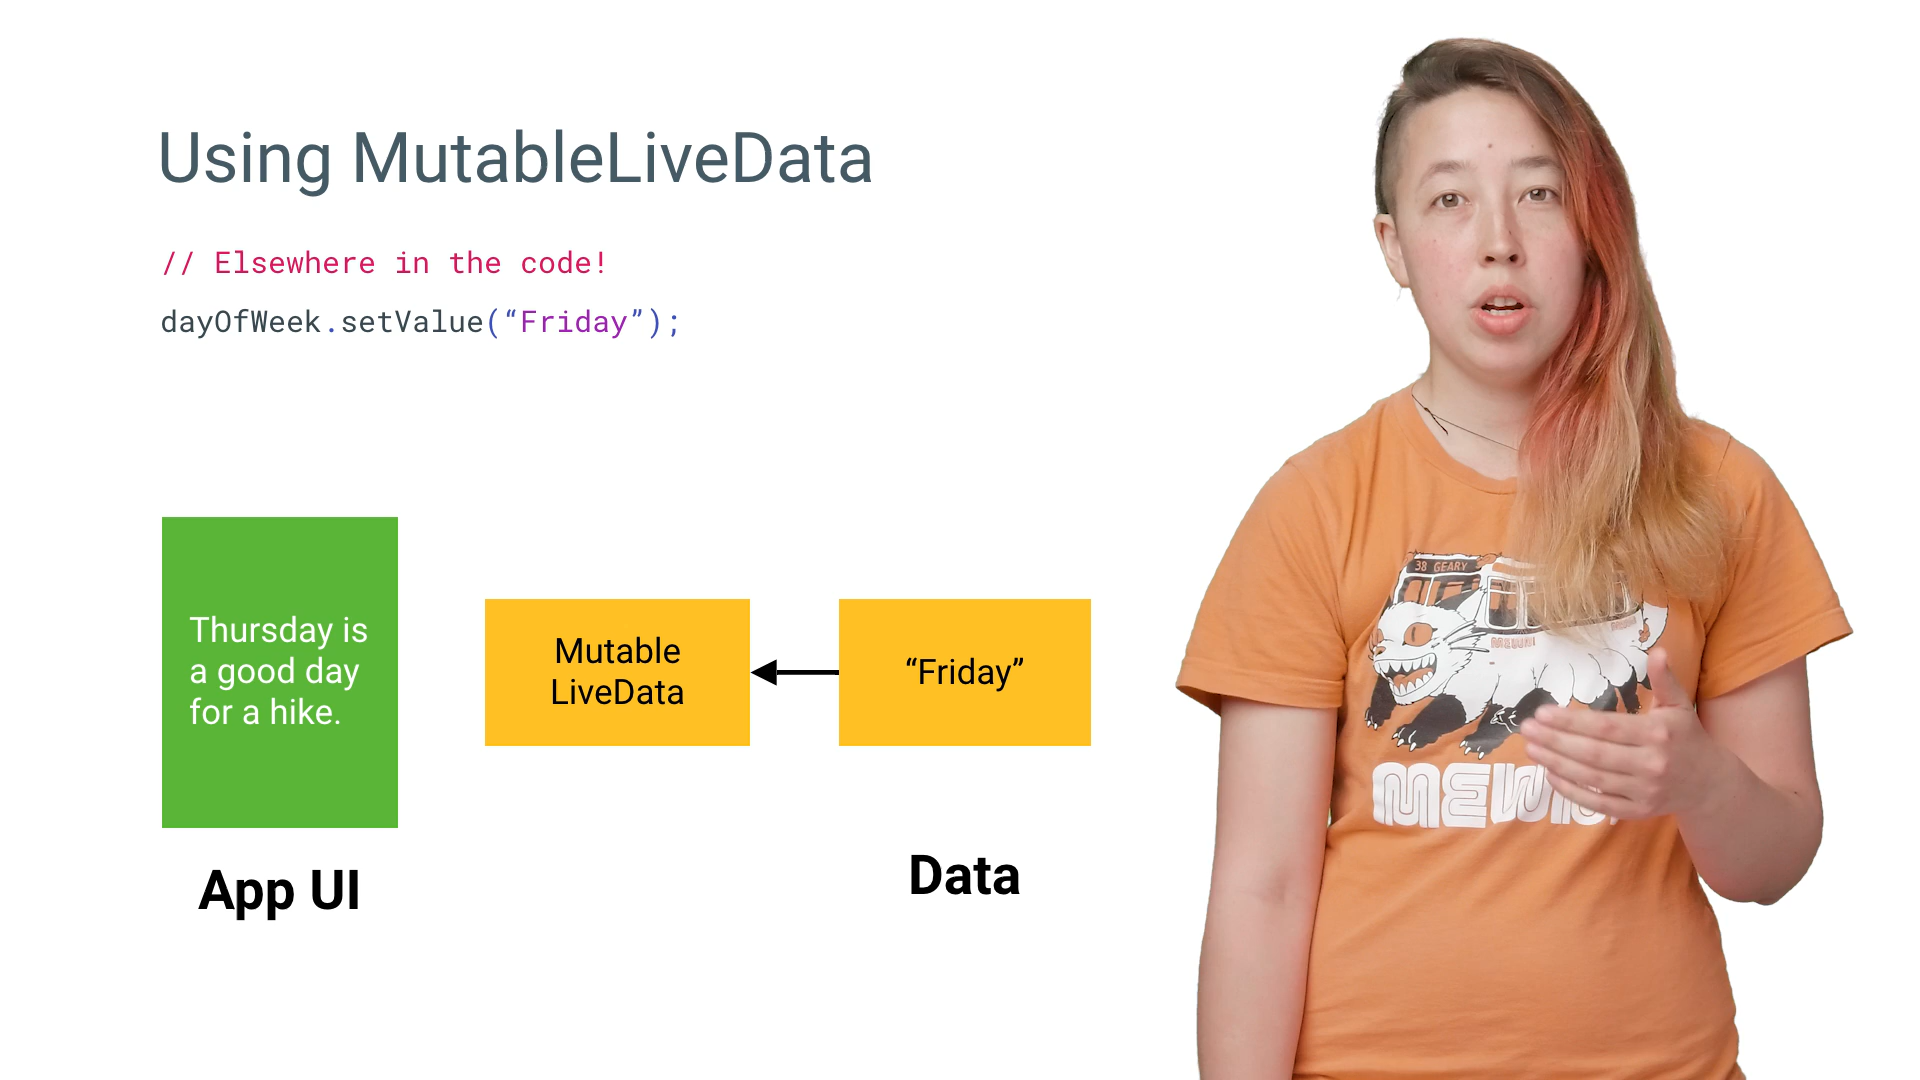 Using MutableLiveData
// Elsewhere in the code!
dayOfWeek.setValue(“Friday”);
Thursday is
a good day
for a hike.
Mutable
LiveData
“Friday”
App UI
Data
38 GEARY